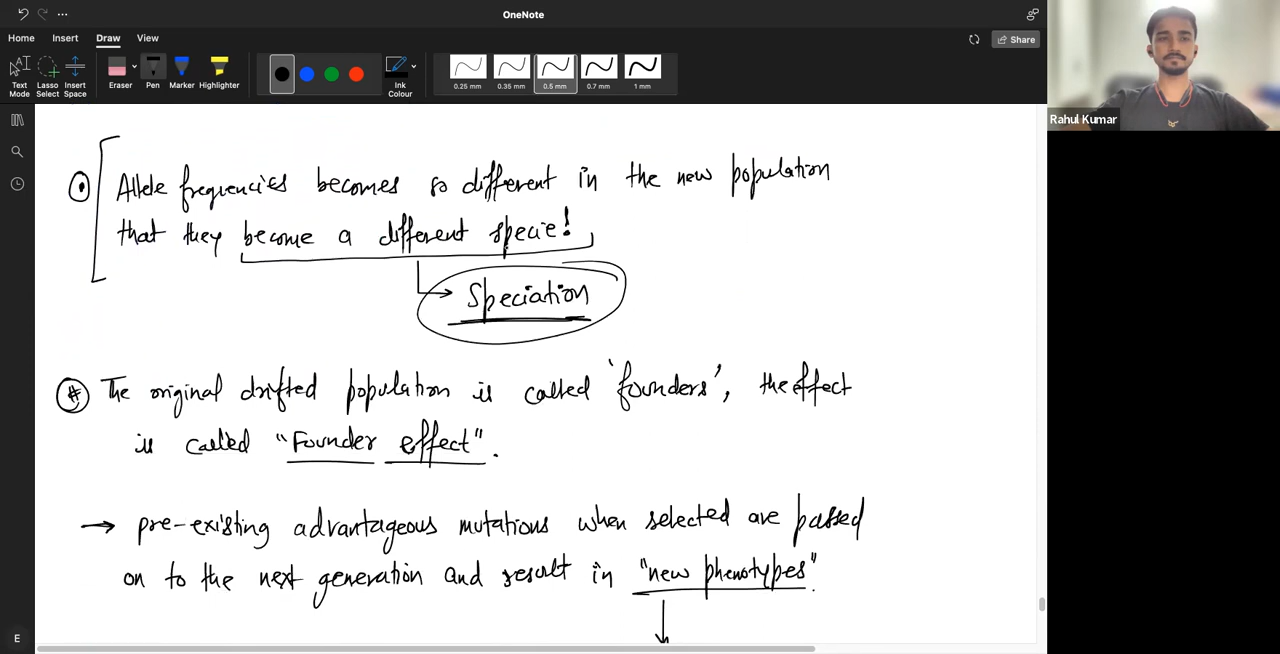 OneNote
Home Insert Draw View
Share
Text Mode
Lasso Select
Insert Space
Eraser
Pen
Marker
Highlighter
Ink Colour
0.25 mm
0.35 mm
0.5 mm
0.7 mm
1 mm
Rahul Kumar
Allele frequencies becomes so different in the new population
that they become a different specie!
Speciation
The original drifted population is called 'founders', the effect
is called "Founder effect".
→ pre-existing advantageous mutations when selected are passed
on to the next generation and result in "new phenotypes".
E